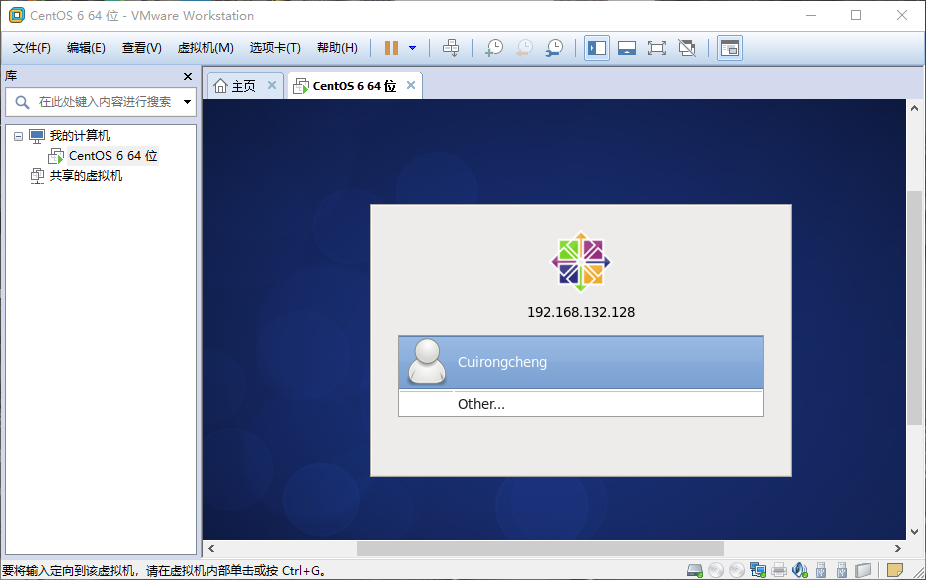 CentOS 6 64 位 - VMware Workstation
文件(F) 编辑(E) 查看(V) 虚拟机(M) 选项卡(T) 帮助(H)
库
主页 CentOS 6 64 位
在此处键入内容进行搜索
我的计算机
CentOS 6 64 位
共享的虚拟机
192.168.132.128
Cuirongcheng
Other...
要将输入定向到该虚拟机，请在虚拟机内部单击或按 Ctrl+G。